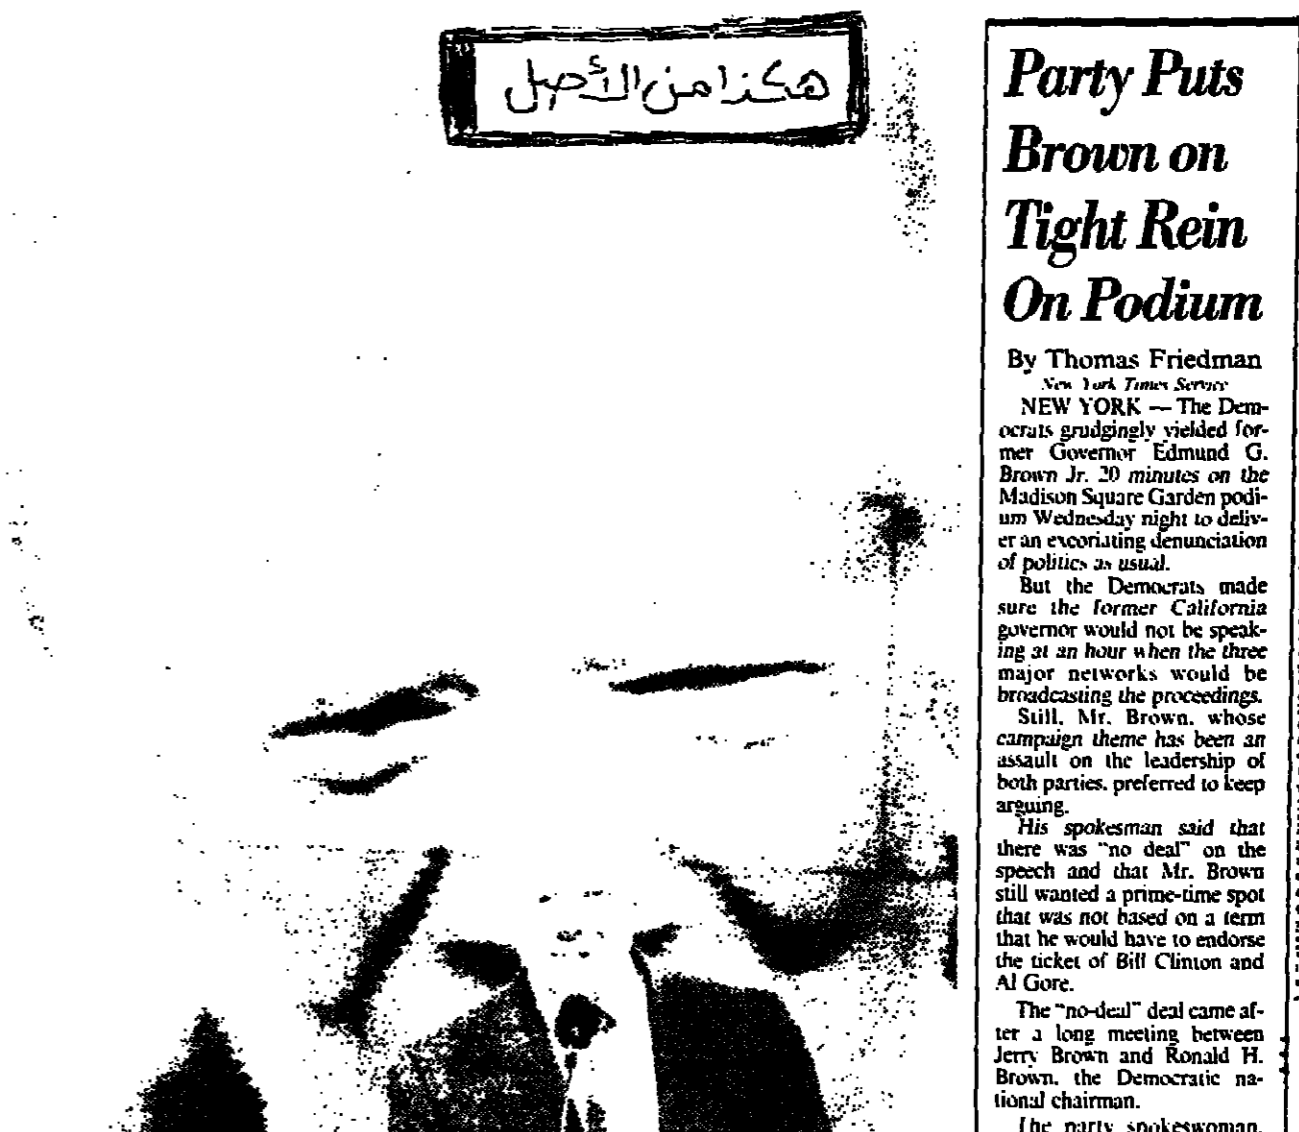 هكذا من الأصل
Party Puts
Brown on
Tight Rein
On Podium
By Thomas Friedman
New York Times Service
NEW YORK — The Dem-
ocrats grudgingly yielded for-
mer Governor Edmund G.
Brown Jr. 20 minutes on the
Madison Square Garden podi-
um Wednesday night to deliv-
er an excoriating denunciation
of politics as usual.
But the Democrats made
sure the former California
governor would not be speak-
ing at an hour when the three
major networks would be
broadcasting the proceedings.
Still, Mr. Brown, whose
campaign theme has been an
assault on the leadership of
both parties, preferred to keep
arguing.
His spokesman said that
there was "no deal" on the
speech and that Mr. Brown
still wanted a prime-time spot
that was not based on a term
that he would have to endorse
the ticket of Bill Clinton and
Al Gore.
The "no-deal" deal came af-
ter a long meeting between
Jerry Brown and Ronald H.
Brown, the Democratic na-
tional chairman.
The party spokeswoman,